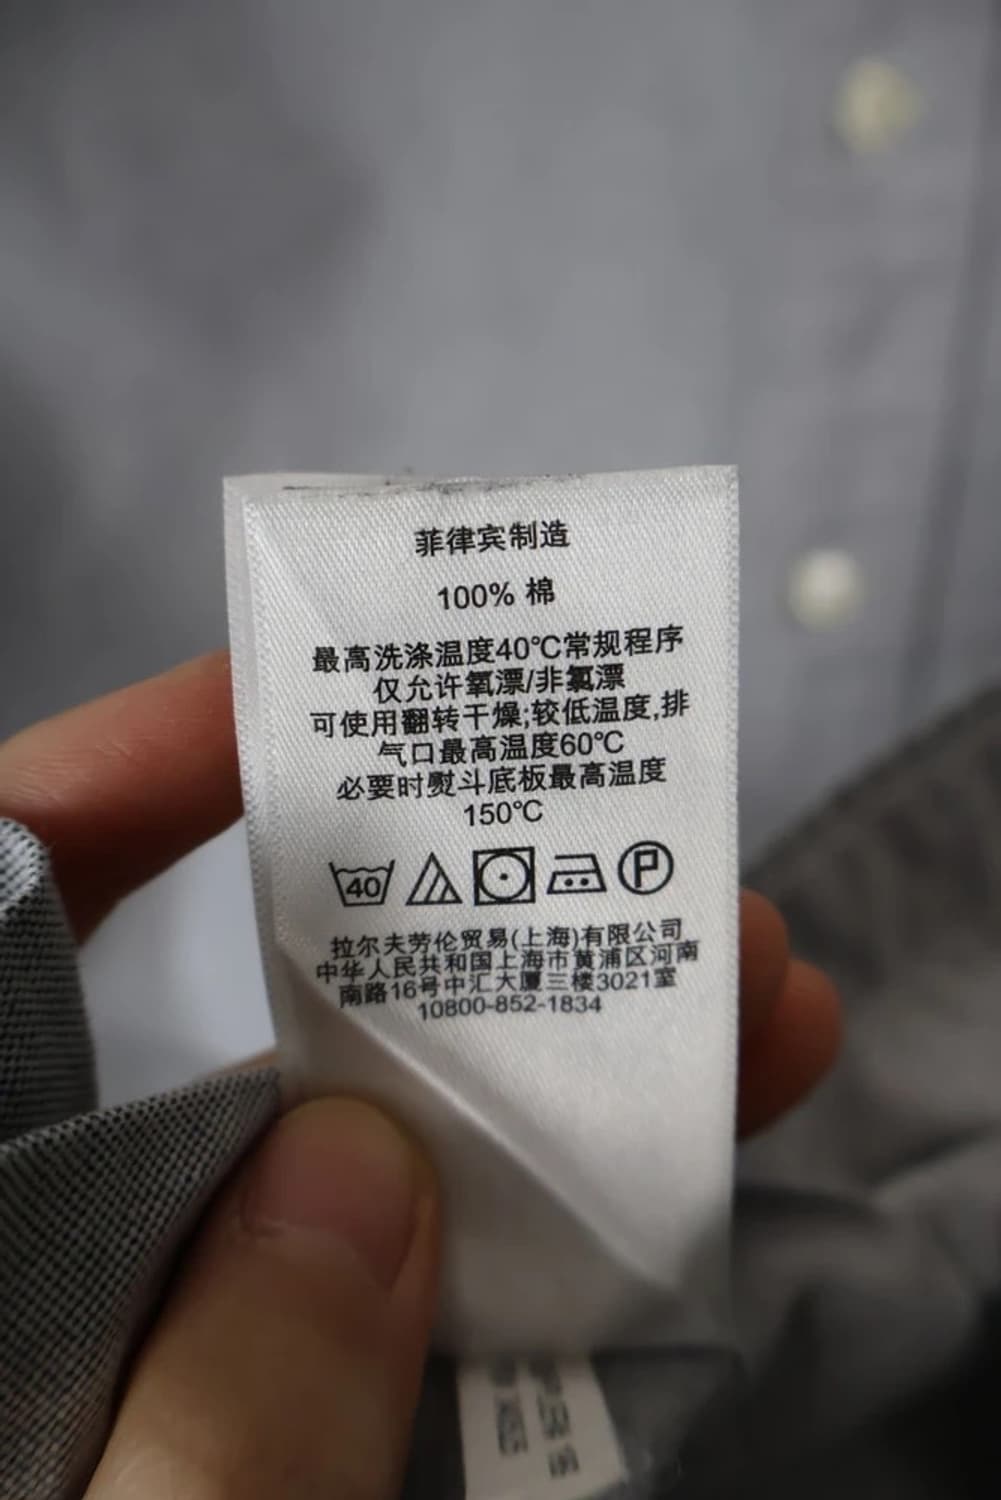 菲律宾制造
100% 棉
最高洗涤温度40℃常规程序
仅允许氧漂/非氯漂
可使用翻转干燥;较低温度,排
气口最高温度60℃
必要时熨斗底板最高温度
150℃
40 P
拉尔夫劳伦贸易(上海)有限公司
中华人民共和国上海市黄浦区河南
南路16号中汇大厦三楼3021室
10800-852-1834